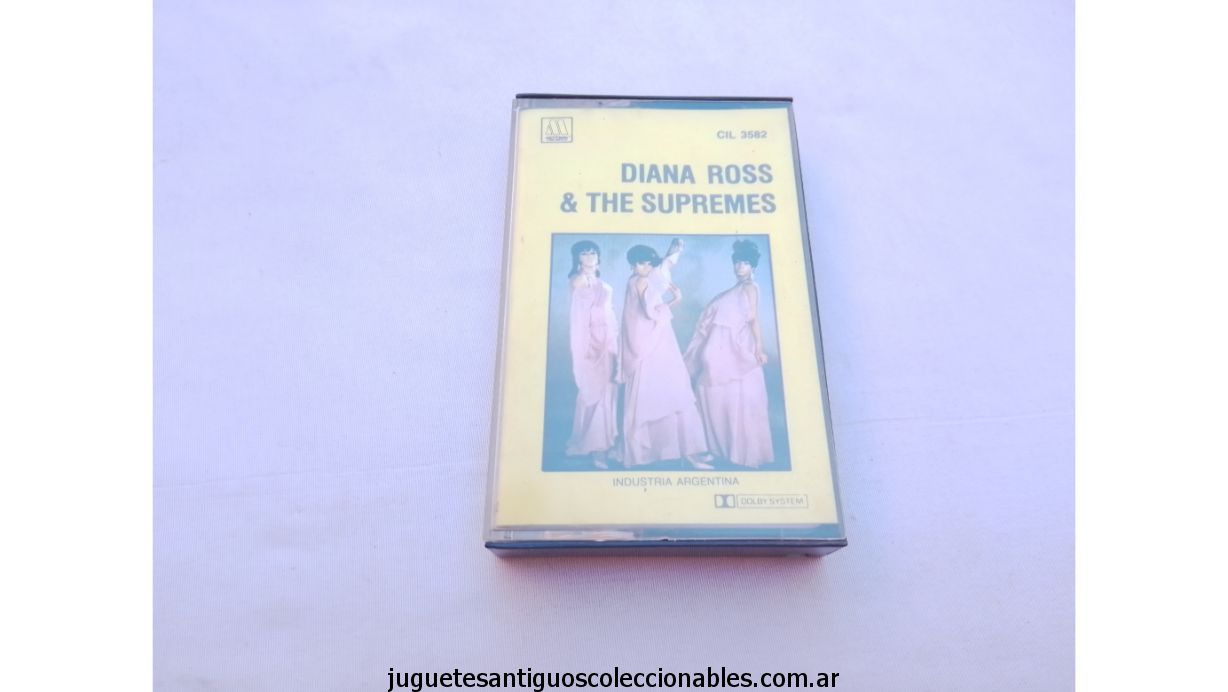 CIL 3582
DIANA ROSS
& THE SUPREMES
INDUSTRIA ARGENTINA
DOLBY SYSTEM
juguetesantiguoscoleccionables.com.ar